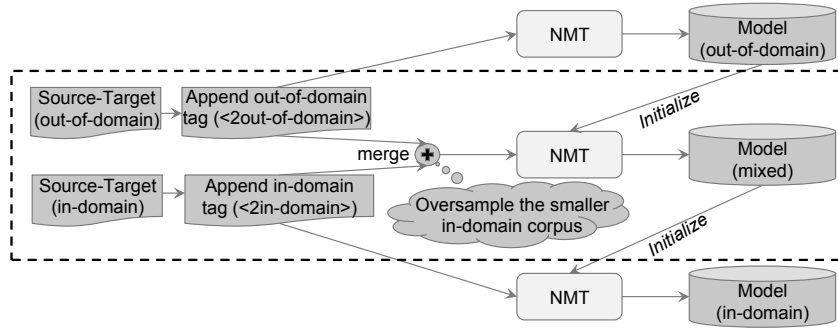 NMT
Model
(out-of-domain)
Source-Target
(out-of-domain)
Append out-of-domain
tag (<2out-of-domain>)
Initialize
merge
+
NMT
Model
(mixed)
Source-Target
(in-domain)
Append in-domain
tag (<2in-domain>)
Oversample the smaller
in-domain corpus
Initialize
NMT
Model
(in-domain)